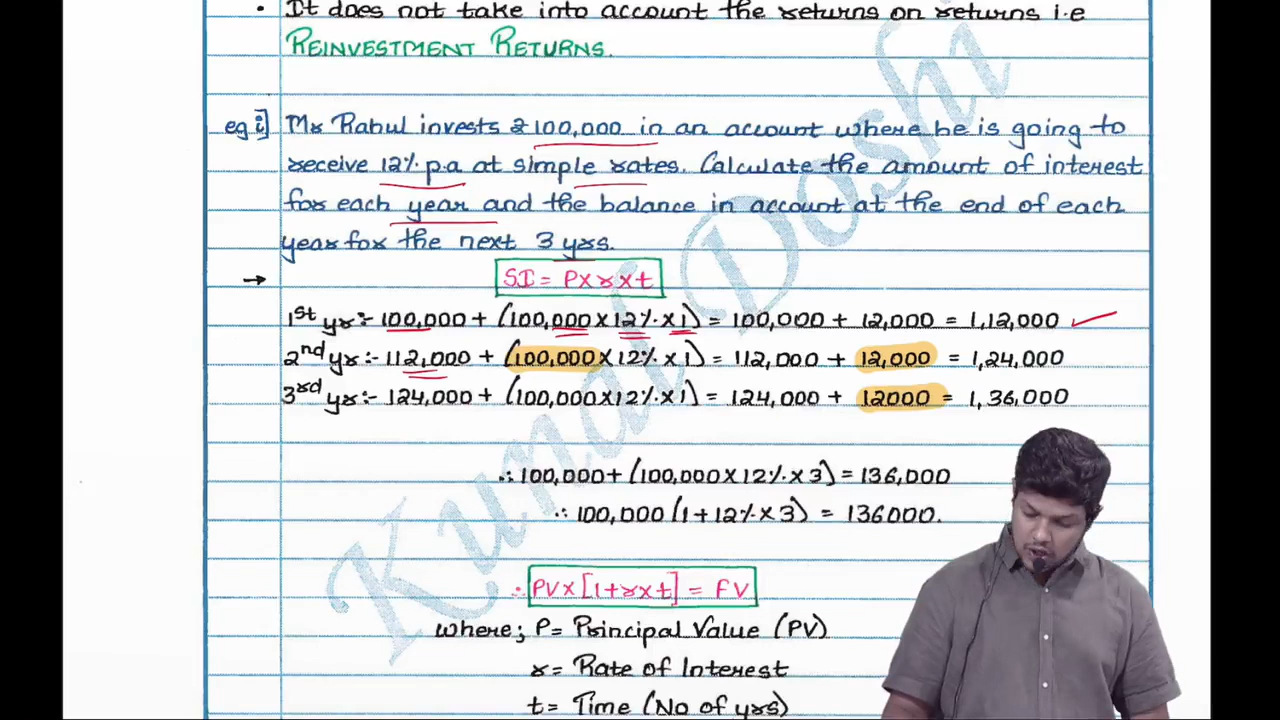 • It does not take into account the returns on returns i.e
REINVESTMENT RETURNS.
eg i] Mr Rahul invests ₹100,000 in an account where he is going to
receive 12% p.a at simple rates. Calculate the amount of interest
for each year and the balance in account at the end of each
year for the next 3 yrs.
→ SI = P x r x t
1st yr:- 100,000 + (100,000 x 12% x 1) = 100,000 + 12,000 = 1,12,000 ✓
2nd yr:- 112,000 + (100,000 x 12% x 1) = 112,000 + 12,000 = 1,24,000
3rd yr:- 124,000 + (100,000 x 12% x 1) = 124,000 + 12000 = 1,36,000
∴ 100,000 + (100,000 x 12% x 3) = 136,000
∴ 100,000 (1 + 12% x 3) = 136000.
∴ PV x [1 + r x t] = FV
where; P = Principal Value (PV)
r = Rate of Interest
t = Time (No of yrs)
Kunal Doshi